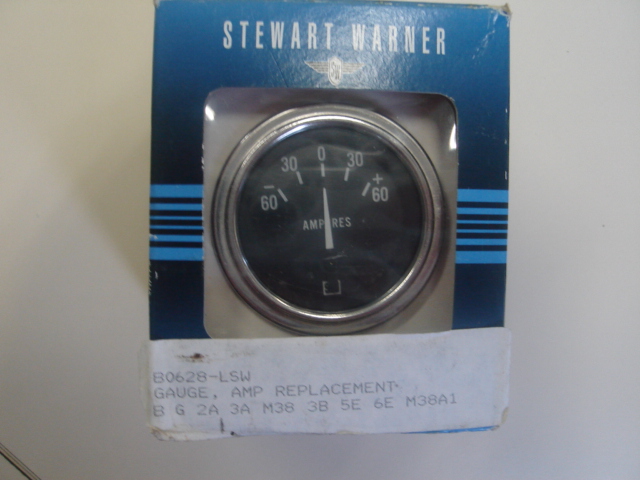 STEWART WARNER
SW
0
30 30
- +
60 60
AMPERES
B0628-LSW
GAUGE, AMP REPLACEMENT
B G 2A 3A M38 3B 5E 6E M38A1